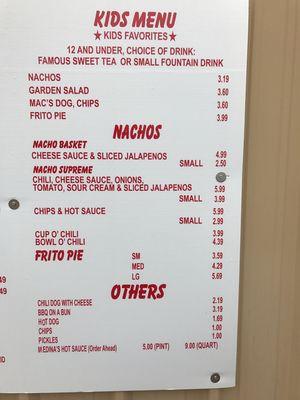 KIDS MENU
★ KIDS FAVORITES ★
12 AND UNDER, CHOICE OF DRINK:
FAMOUS SWEET TEA OR SMALL FOUNTAIN DRINK
NACHOS 3.19
GARDEN SALAD 3.60
MAC'S DOG, CHIPS 3.60
FRITO PIE 3.99
NACHOS
NACHO BASKET
CHEESE SAUCE & SLICED JALAPENOS 4.99
SMALL 2.50
NACHO SUPREME
CHILI, CHEESE SAUCE, ONIONS,
TOMATO, SOUR CREAM & SLICED JALAPENOS 5.99
SMALL 3.99
CHIPS & HOT SAUCE 5.99
SMALL 2.99
CUP O' CHILI 3.99
BOWL O' CHILI 4.39
FRITO PIE SM 3.59
MED 4.29
LG 5.69
OTHERS
CHILI DOG WITH CHEESE 2.19
BBQ ON A BUN 3.19
HOT DOG 1.69
CHIPS 1.00
PICKLES 1.00
MEDINA'S HOT SAUCE (Order Ahead) 5.00 (PINT) 9.00 (QUART)